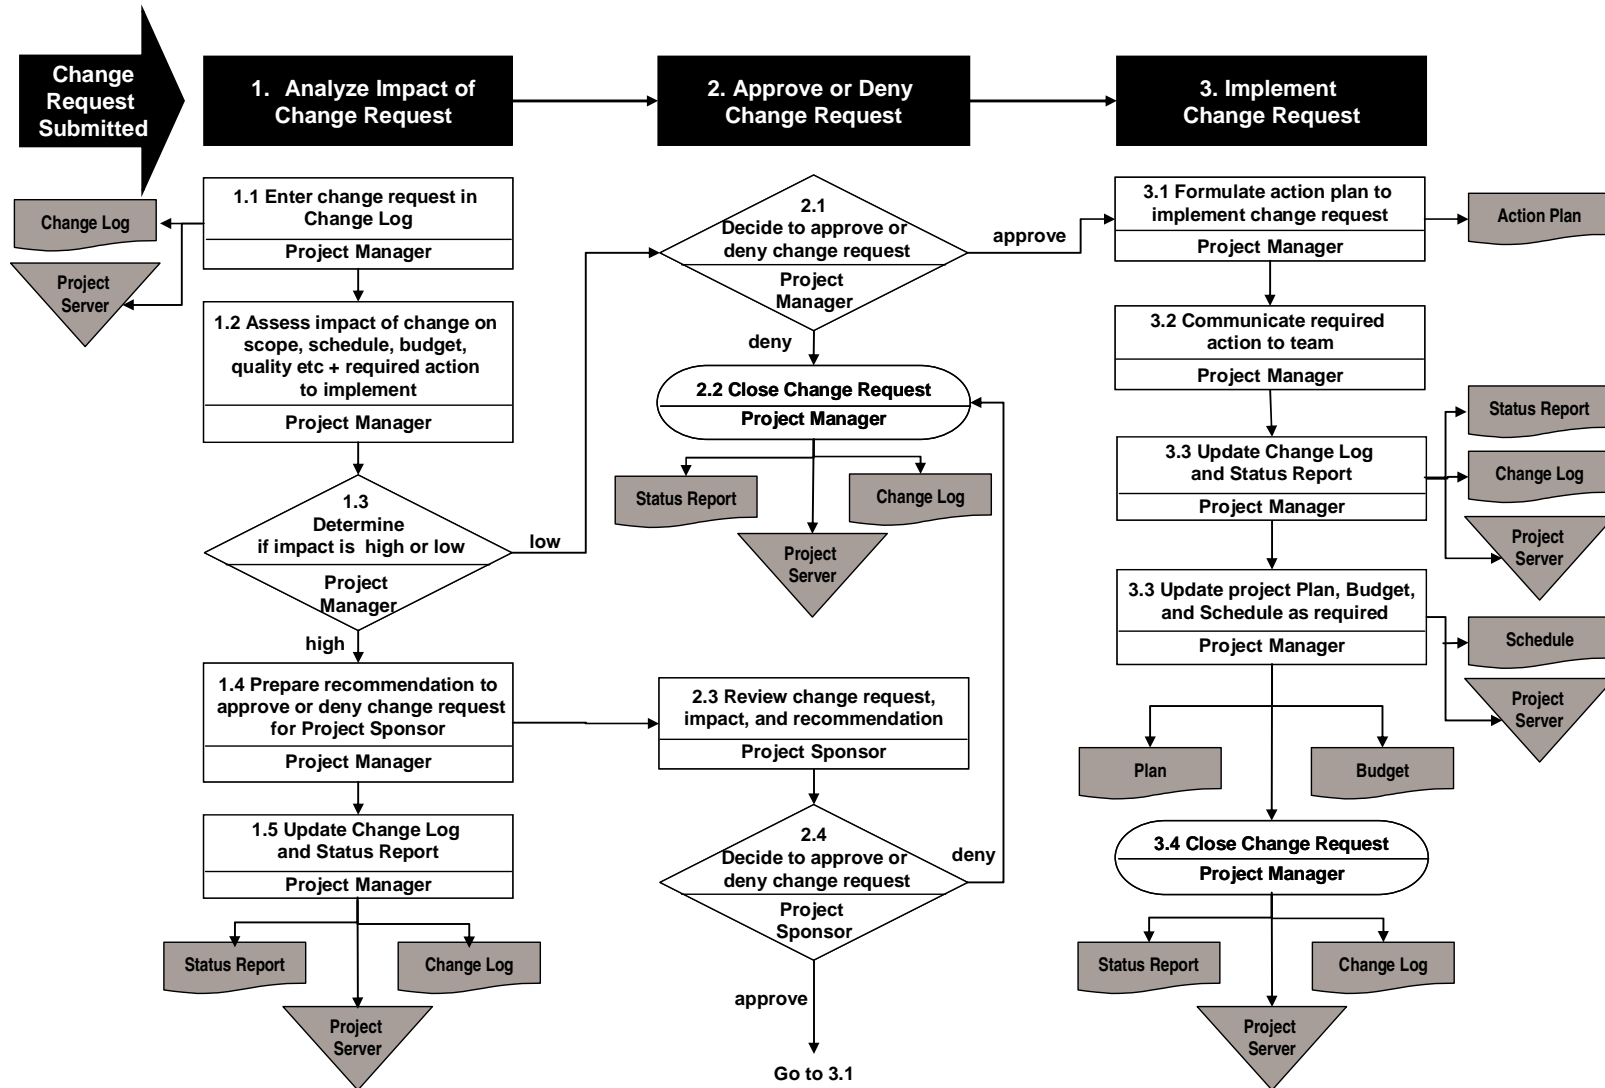 Change
Request
Submitted
1. Analyze Impact of
Change Request
2. Approve or Deny
Change Request
3. Implement
Change Request
1.1 Enter change request in
Change Log
Project Manager
Change Log
Project
Server
1.2 Assess impact of change on
scope, schedule, budget,
quality etc + required action
to implement
Project Manager
1.3
Determine
if impact is high or low
Project
Manager
low
high
1.4 Prepare recommendation to
approve or deny change request
for Project Sponsor
Project Manager
1.5 Update Change Log
and Status Report
Project Manager
Status Report
Change Log
Project
Server
2.1
Decide to approve or
deny change request
Project
Manager
approve
deny
2.2 Close Change Request
Project Manager
Status Report
Change Log
Project
Server
2.3 Review change request,
impact, and recommendation
Project Sponsor
2.4
Decide to approve or
deny change request
Project
Sponsor
deny
approve
Go to 3.1
3.1 Formulate action plan to
implement change request
Project Manager
Action Plan
3.2 Communicate required
action to team
Project Manager
3.3 Update Change Log
and Status Report
Project Manager
Status Report
Change Log
Project
Server
3.3 Update project Plan, Budget,
and Schedule as required
Project Manager
Schedule
Project
Server
Plan
Budget
3.4 Close Change Request
Project Manager
Status Report
Change Log
Project
Server